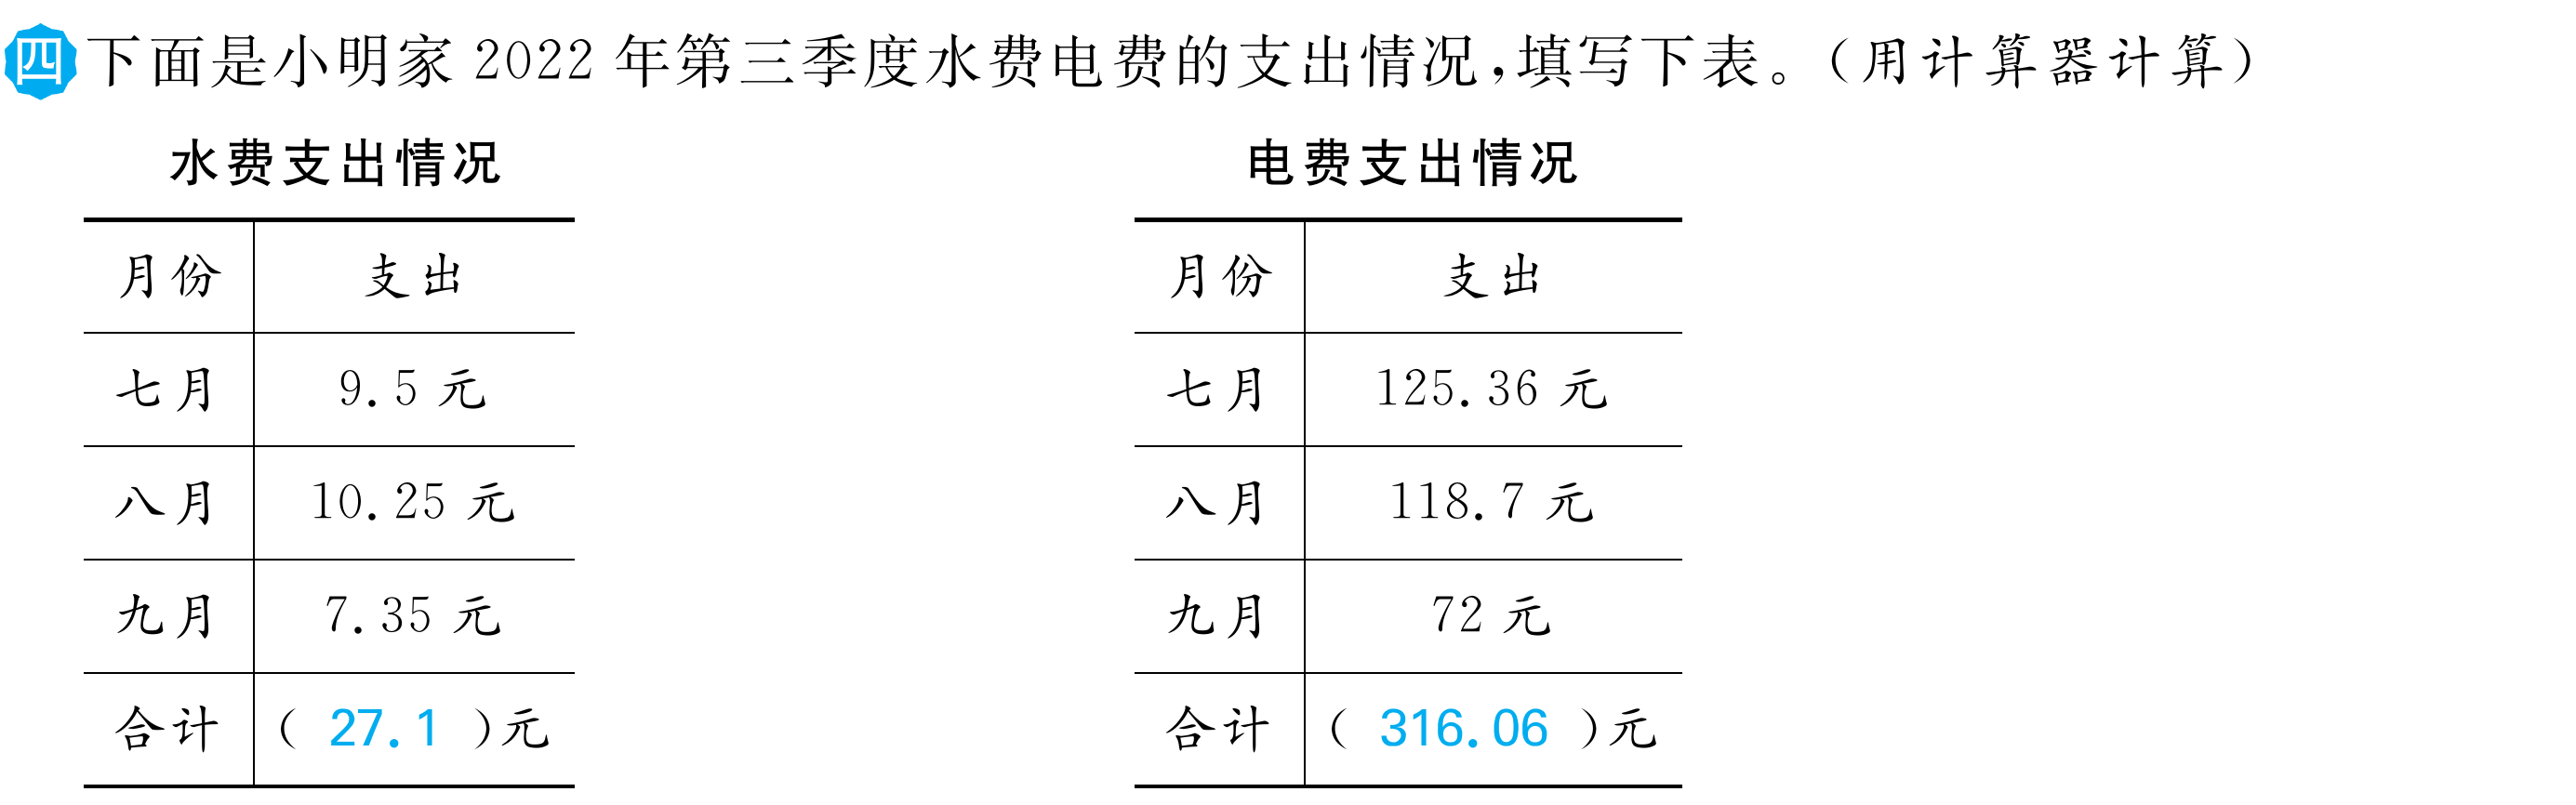 四 下面是小明家 2022 年第三季度水费电费的支出情况,填写下表。(用计算器计算)
水费支出情况
月份 支出
七月 9.5 元
八月 10.25 元
九月 7.35 元
合计 ( 27.1 )元
电费支出情况
月份 支出
七月 125.36 元
八月 118.7 元
九月 72 元
合计 ( 316.06 )元